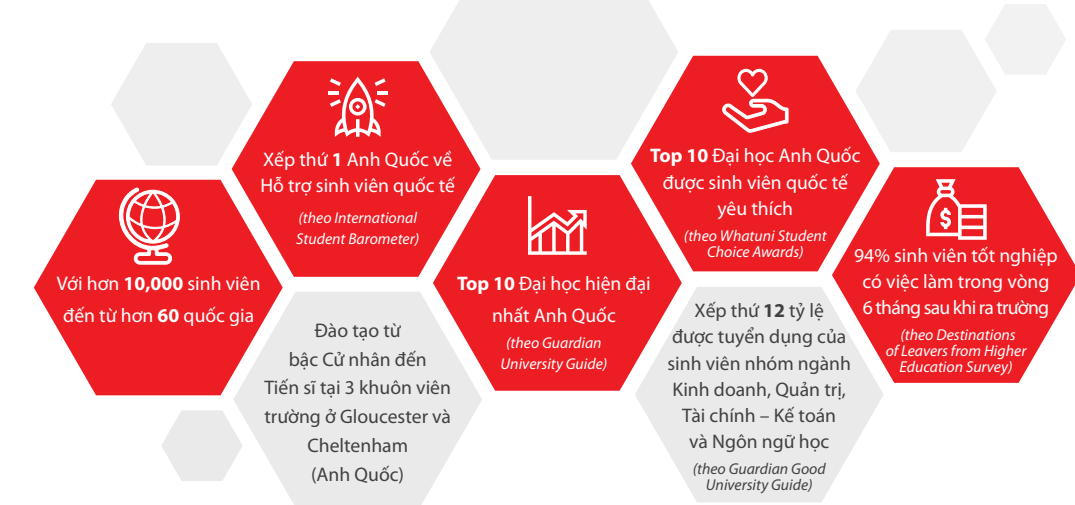 Với hơn 10,000 sinh viên
đến từ hơn 60 quốc gia
Xếp thứ 1 Anh Quốc về
Hỗ trợ sinh viên quốc tế
(theo International
Student Barometer)
Đào tạo từ
bậc Cử nhân đến
Tiến sĩ tại 3 khuôn viên
trường ở Gloucester và
Cheltenham
(Anh Quốc)
Top 10 Đại học hiện đại
nhất Anh Quốc
(theo Guardian
University Guide)
Top 10 Đại học Anh Quốc
được sinh viên quốc tế
yêu thích
(theo Whatuni Student
Choice Awards)
Xếp thứ 12 tỷ lệ
được tuyển dụng của
sinh viên nhóm ngành
Kinh doanh, Quản trị,
Tài chính – Kế toán
và Ngôn ngữ học
(theo Guardian Good
University Guide)
$
94% sinh viên tốt nghiệp
có việc làm trong vòng
6 tháng sau khi ra trường
(theo Destinations
of Leavers from Higher
Education Survey)